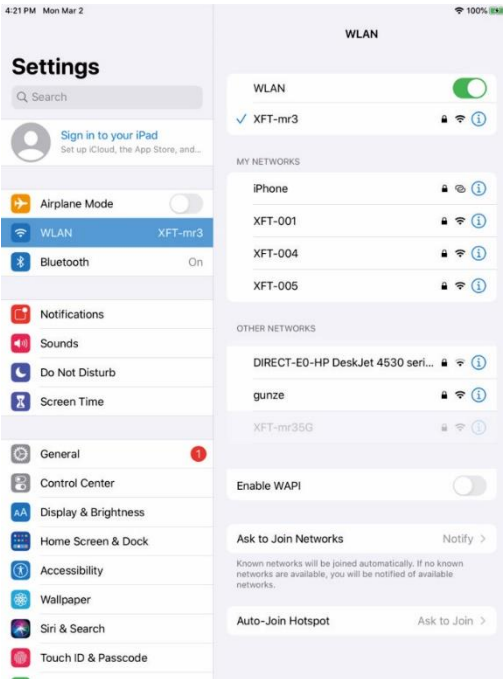 4:21 PM Mon Mar 2
100%
Settings
Search
Sign in to your iPad
Set up iCloud, the App Store, and...
Airplane Mode
WLAN XFT-mr3
Bluetooth On
Notifications
Sounds
Do Not Disturb
Screen Time
General 1
Control Center
AA Display & Brightness
Home Screen & Dock
Accessibility
Wallpaper
Siri & Search
Touch ID & Passcode
WLAN
WLAN
XFT-mr3
MY NETWORKS
iPhone
XFT-001
XFT-004
XFT-005
OTHER NETWORKS
DIRECT-E0-HP DeskJet 4530 seri...
gunze
XFT-mr35G
Enable WAPI
Ask to Join Networks Notify
Known networks will be joined automatically. If no known
networks are available, you will be notified of available
networks.
Auto-Join Hotspot Ask to Join